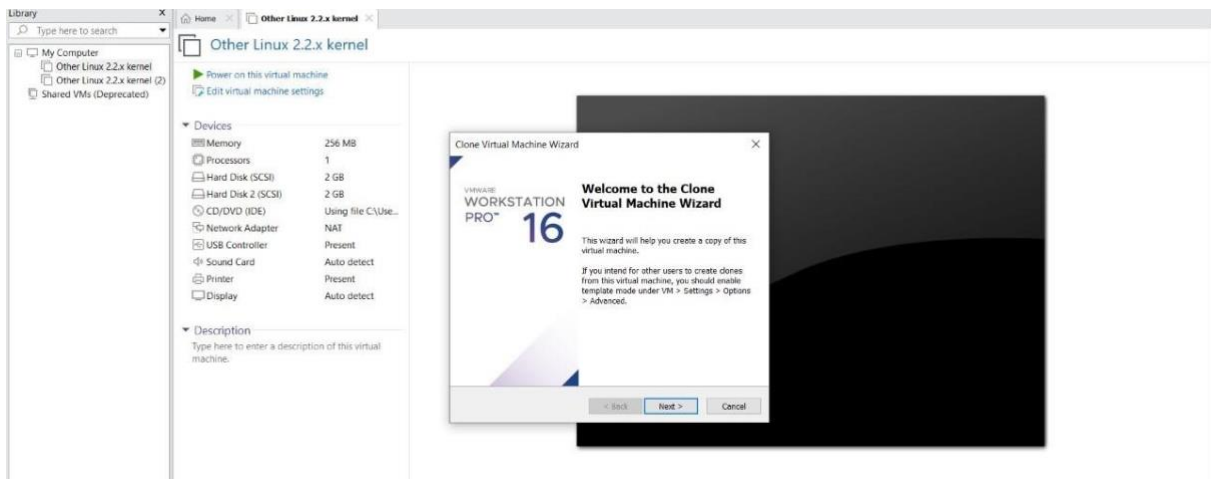 Library X
Type here to search
My Computer
Other Linux 2.2.x kernel
Other Linux 2.2.x kernel (2)
Shared VMs (Deprecated)
Home × Other Linux 2.2.x kernel ×
Other Linux 2.2.x kernel
Power on this virtual machine
Edit virtual machine settings
Devices
Memory 256 MB
Processors 1
Hard Disk (SCSI) 2 GB
Hard Disk 2 (SCSI) 2 GB
CD/DVD (IDE) Using file C:\Use...
Network Adapter NAT
USB Controller Present
Sound Card Auto detect
Printer Present
Display Auto detect
Description
Type here to enter a description of this virtual
machine.
Clone Virtual Machine Wizard ×
VMWARE
WORKSTATION
PRO™ 16
Welcome to the Clone
Virtual Machine Wizard
This wizard will help you create a copy of this
virtual machine.
If you intend for other users to create clones
from this virtual machine, you should enable
template mode under VM > Settings > Options
> Advanced.
< Back Next > Cancel